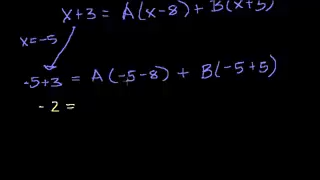 x+3 = A(x-8) + B(x+5)
x=-5
-5+3 = A(-5-8) + B(-5+5)
-2 =